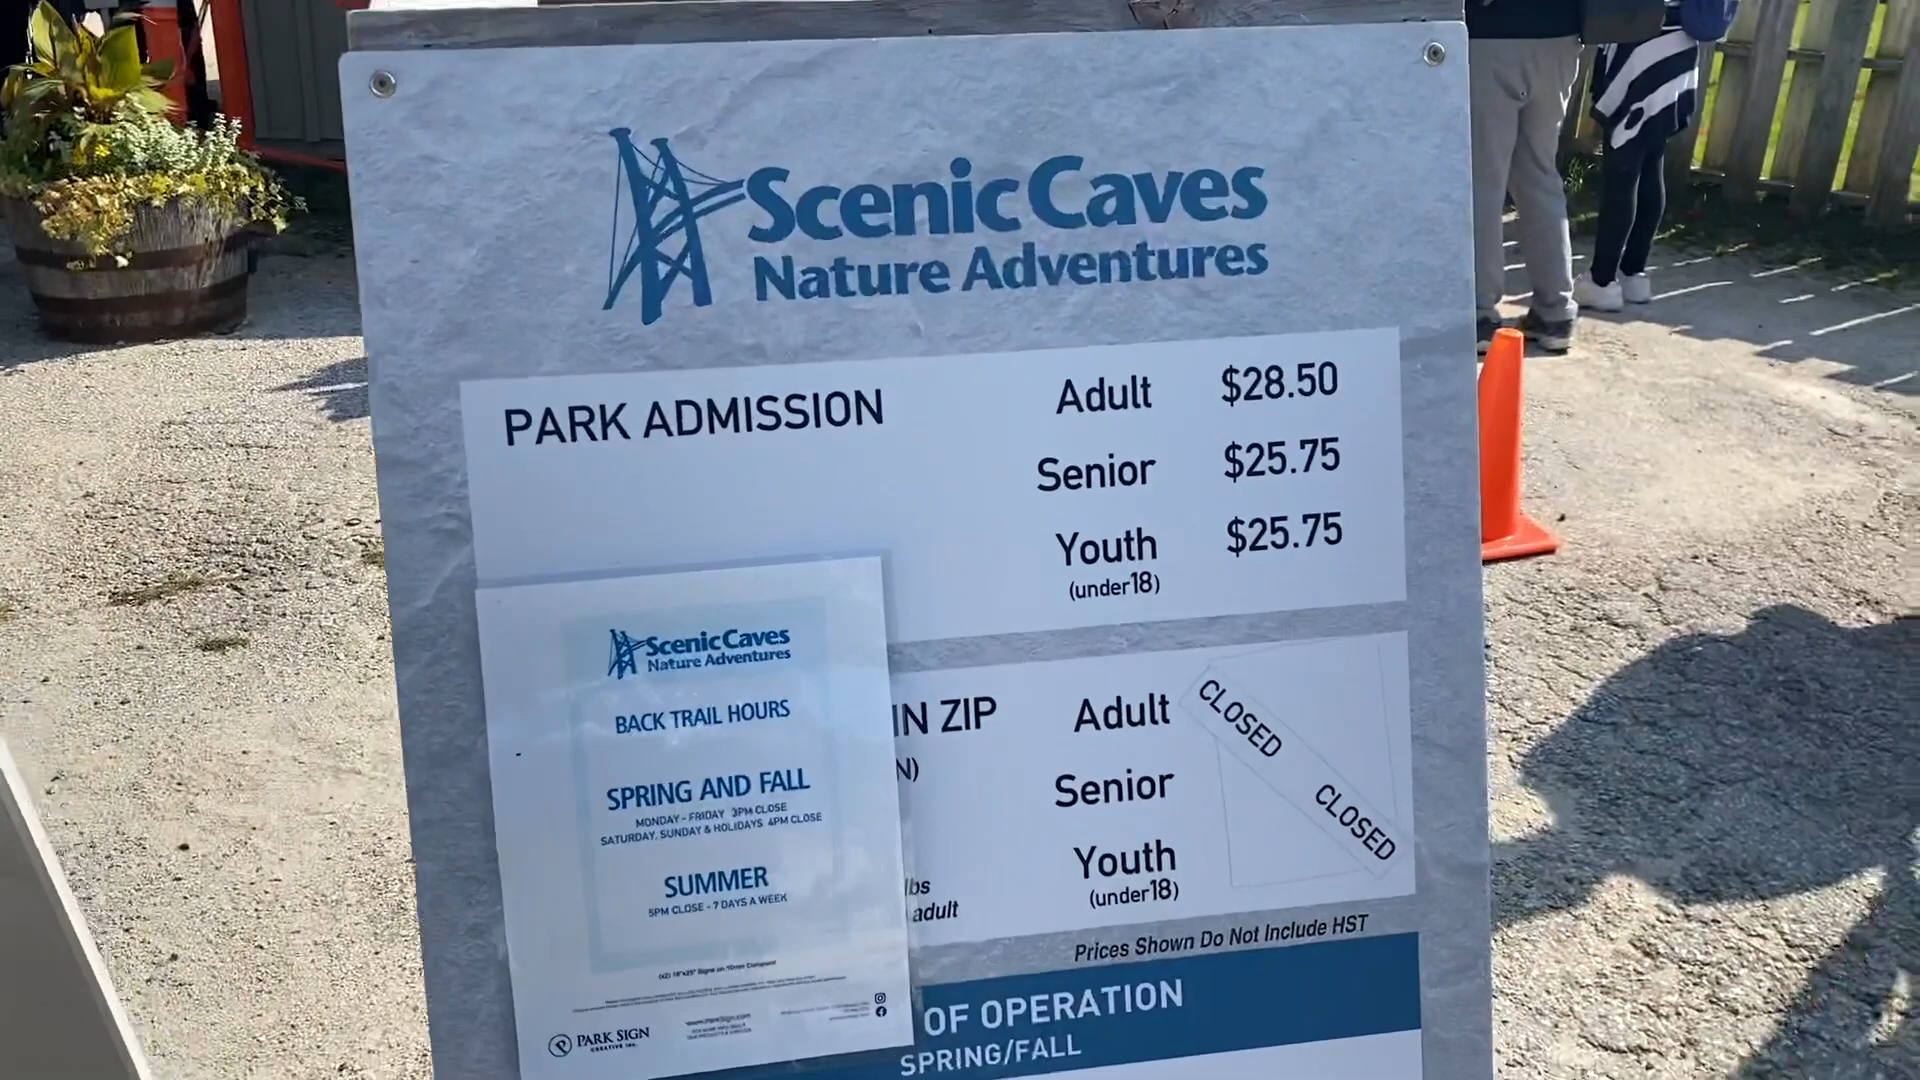 Scenic Caves
Nature Adventures
PARK ADMISSION
Adult $28.50
Senior $25.75
Youth $25.75
(under 18)
Scenic Caves
Nature Adventures
BACK TRAIL HOURS
SPRING AND FALL
MONDAY - FRIDAY 3PM CLOSE
SATURDAY, SUNDAY & HOLIDAYS 4PM CLOSE
SUMMER
5PM CLOSE - 7 DAYS A WEEK
PARK SIGN
CREATIVE Inc.
www.ParkSign.com
IN ZIP
N)
lbs
adult
Adult
Senior
Youth
(under 18)
CLOSED
CLOSED
Prices Shown Do Not Include HST
OF OPERATION
SPRING/FALL